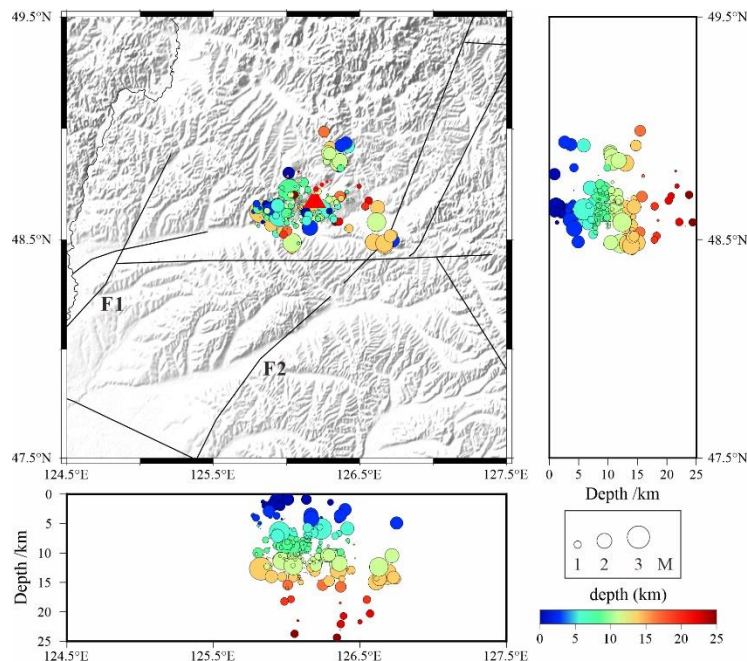 49.5°N
49.5°N
48.5°N
48.5°N
F1
F2
47.5°N
47.5°N
124.5°E
125.5°E
126.5°E
127.5°E
0 5 10 15 20 25
Depth /km
Depth /km
0
5
10
15
20
25
124.5°E
125.5°E
126.5°E
127.5°E
1 2 3 M
depth (km)
0 5 10 15 20 25